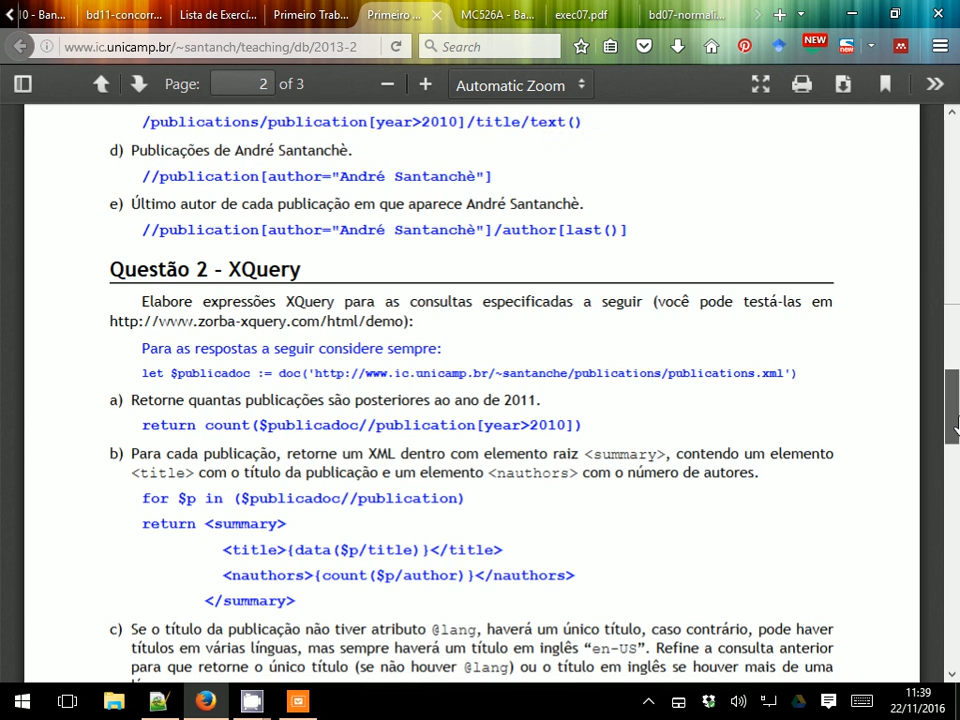 10 - Ban...
bd11-concorr...
Lista de Exercí...
Primeiro Trab...
Primeiro ...
MC526A - Ba...
exec07.pdf
bd07-normali...
www.ic.unicamp.br/~santanch/teaching/db/2013-2
Search
NEW
Page: 2 of 3
Automatic Zoom
/publications/publication[year>2010]/title/text()
d) Publicações de André Santanchè.
//publication[author="André Santanchè"]
e) Último autor de cada publicação em que aparece André Santanchè.
//publication[author="André Santanchè"]/author[last()]
Questão 2 - XQuery
Elabore expressões XQuery para as consultas especificadas a seguir (você pode testá-las em
http://www.zorba-xquery.com/html/demo):
Para as respostas a seguir considere sempre:
let $publicadoc := doc('http://www.ic.unicamp.br/~santanche/publications/publications.xml')
a) Retorne quantas publicações são posteriores ao ano de 2011.
return count($publicadoc//publication[year>2010])
b) Para cada publicação, retorne um XML dentro com elemento raiz <summary>, contendo um elemento
<title> com o título da publicação e um elemento <nauthors> com o número de autores.
for $p in ($publicadoc//publication)
return <summary>
<title>{data($p/title)}</title>
<nauthors>{count($p/author)}</nauthors>
</summary>
c) Se o título da publicação não tiver atributo @lang, haverá um único título, caso contrário, pode haver
títulos em várias línguas, mas sempre haverá um título em inglês “en-US”. Refine a consulta anterior
para que retorne o único título (se não houver @lang) ou o título em inglês se houver mais de uma
11:39
22/11/2016